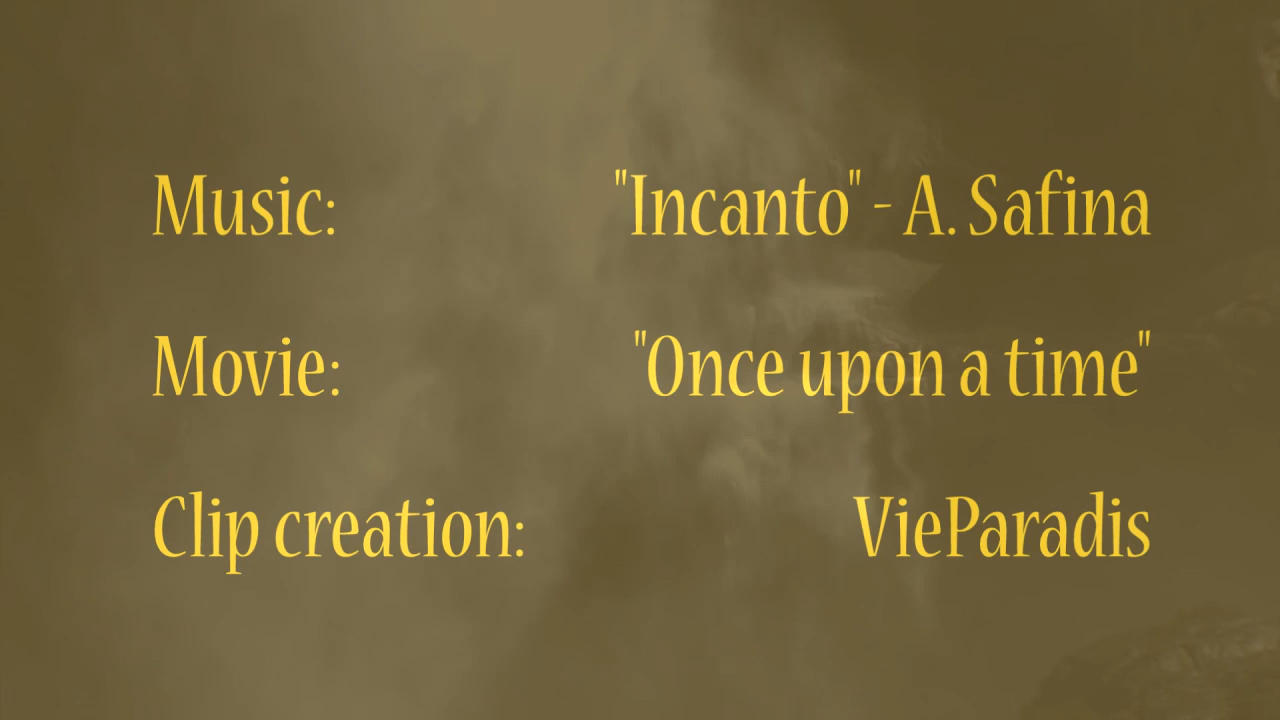 Music: "Incanto" - A. Safina
Movie: "Once upon a time"
Clip creation: VieParadis